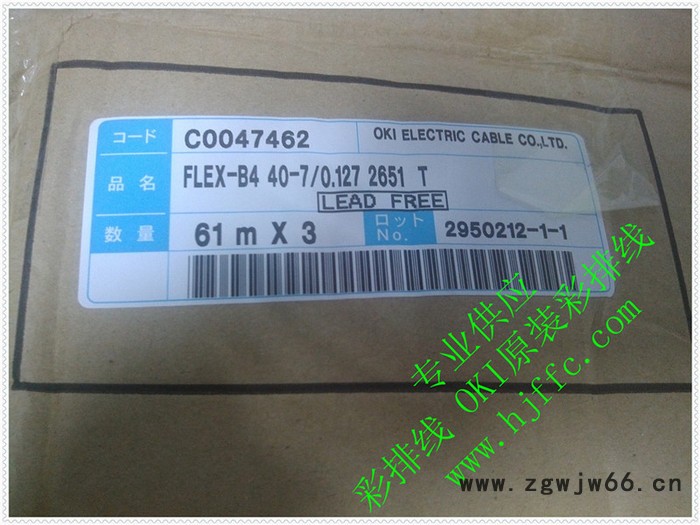 コード C0047462 OKI ELECTRIC CABLE CO.,LTD.
品名 FLEX-B4 40-7/0.127 2651 T
LEAD FREE
数量 61 m X 3 ロット No. 2950212-1-1
专业供应
彩排线 OKI原装彩排线
www.hjffc.com
www.zgwjw66.cn